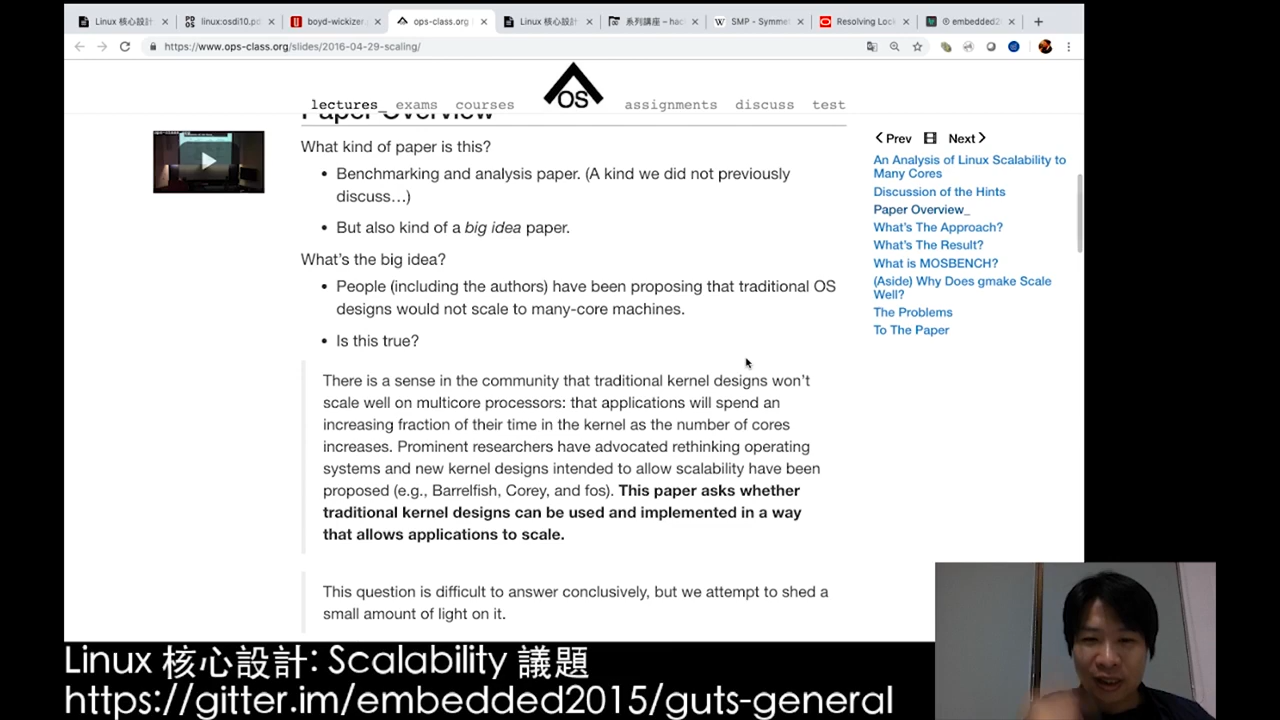 Linux 核心設計
linux:osdi10.pd
boyd-wickizer.
ops-class.org
Linux 核心設計
系列講座 – hac
SMP - Symmet
Resolving Lock
embedded2
https://www.ops-class.org/slides/2016-04-29-scaling/
lectures_ exams courses OS assignments discuss test
Paper Overview
What kind of paper is this?
• Benchmarking and analysis paper. (A kind we did not previously
discuss…)
• But also kind of a big idea paper.
What's the big idea?
• People (including the authors) have been proposing that traditional OS
designs would not scale to many-core machines.
• Is this true?
There is a sense in the community that traditional kernel designs won't
scale well on multicore processors: that applications will spend an
increasing fraction of their time in the kernel as the number of cores
increases. Prominent researchers have advocated rethinking operating
systems and new kernel designs intended to allow scalability have been
proposed (e.g., Barrelfish, Corey, and fos). This paper asks whether
traditional kernel designs can be used and implemented in a way
that allows applications to scale.
This question is difficult to answer conclusively, but we attempt to shed a
small amount of light on it.
Prev Next
An Analysis of Linux Scalability to
Many Cores
Discussion of the Hints
Paper Overview_
What's The Approach?
What's The Result?
What is MOSBENCH?
(Aside) Why Does gmake Scale
Well?
The Problems
To The Paper
Linux 核心設計: Scalability 議題
https://gitter.im/embedded2015/guts-general